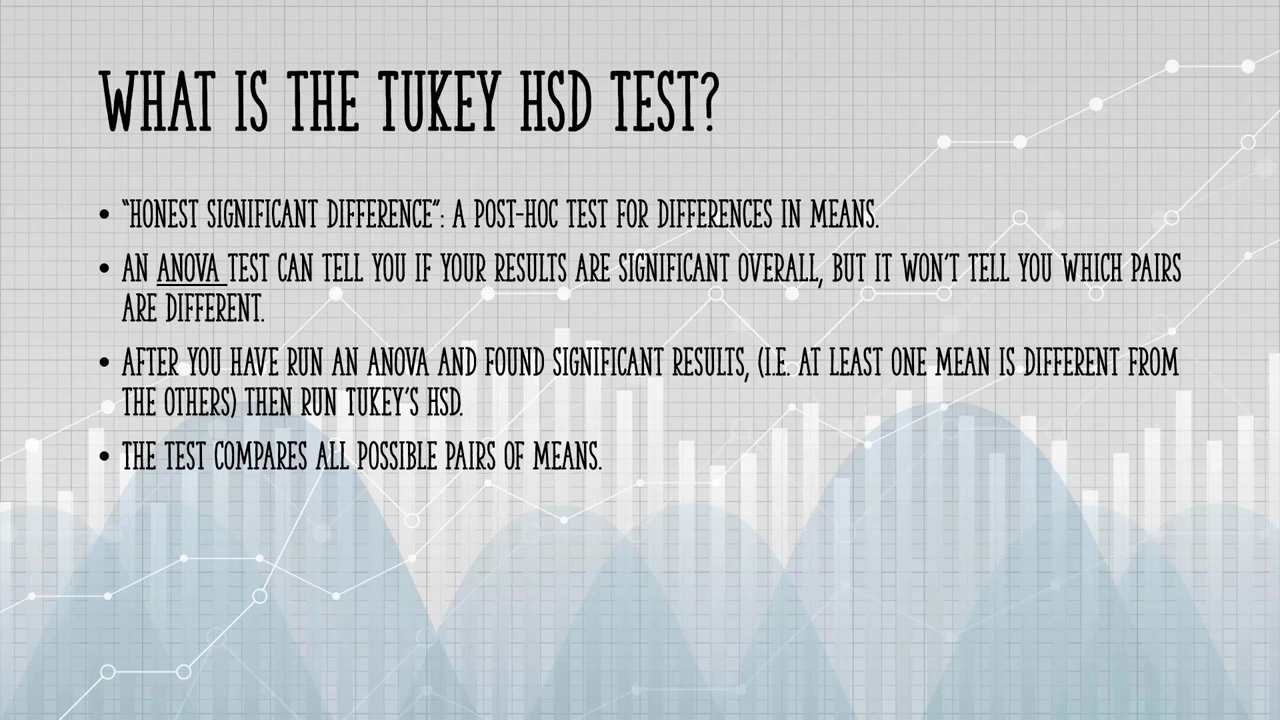 WHAT IS THE TUKEY HSD TEST?
• "HONEST SIGNIFICANT DIFFERENCE": A POST-HOC TEST FOR DIFFERENCES IN MEANS.
• AN ANOVA TEST CAN TELL YOU IF YOUR RESULTS ARE SIGNIFICANT OVERALL, BUT IT WON'T TELL YOU WHICH PAIRS
ARE DIFFERENT.
• AFTER YOU HAVE RUN AN ANOVA AND FOUND SIGNIFICANT RESULTS, (I.E. AT LEAST ONE MEAN IS DIFFERENT FROM
THE OTHERS) THEN RUN TUKEY'S HSD.
• THE TEST COMPARES ALL POSSIBLE PAIRS OF MEANS.